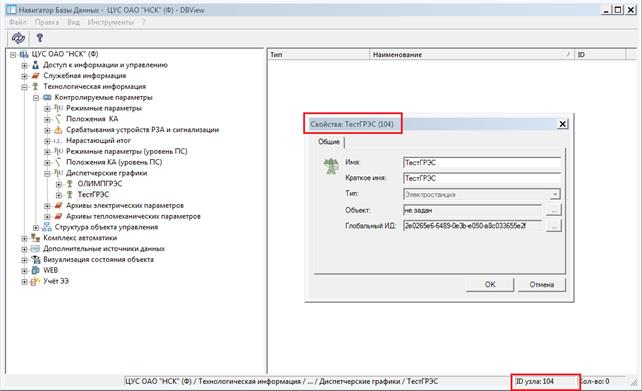 Навигатор Базы Данных - ЦУС ОАО "НСК" (Ф) - DBView
Файл Правка Вид Инструменты ?
ЦУС ОАО "НСК" (Ф)
Доступ к информации и управлению
Служебная информация
Технологическая информация
Контролируемые параметры
Режимные параметры
Положения КА
Срабатывания устройств РЗА и сигнализации
Нарастающий итог
Режимные параметры (уровень ПС)
Положения КА (уровень ПС)
Диспетчерские графики
ОЛИМПГРЭС
ТестГРЭС
Архивы электрических параметров
Архивы тепломеханических параметров
Структура объекта управления
Комплекс автоматики
Дополнительные источники данных
Визуализация состояния объекта
WEB
Учёт ЭЭ
Тип Наименование / ID
Свойства: ТестГРЭС (104)
Общие
Имя: ТестГРЭС
Краткое имя: ТестГРЭС
Тип: Электростанция
Объект: не задан ...
Глобальный ИД: 2e0265e6-6489-0e3b-e050-a8c033655e2f ...
OK Отмена
ЦУС ОАО "НСК" (Ф) / Технологическая информация / ... / Диспетчерские графики / ТестГРЭС ID узла: 104 Кол-во: 0